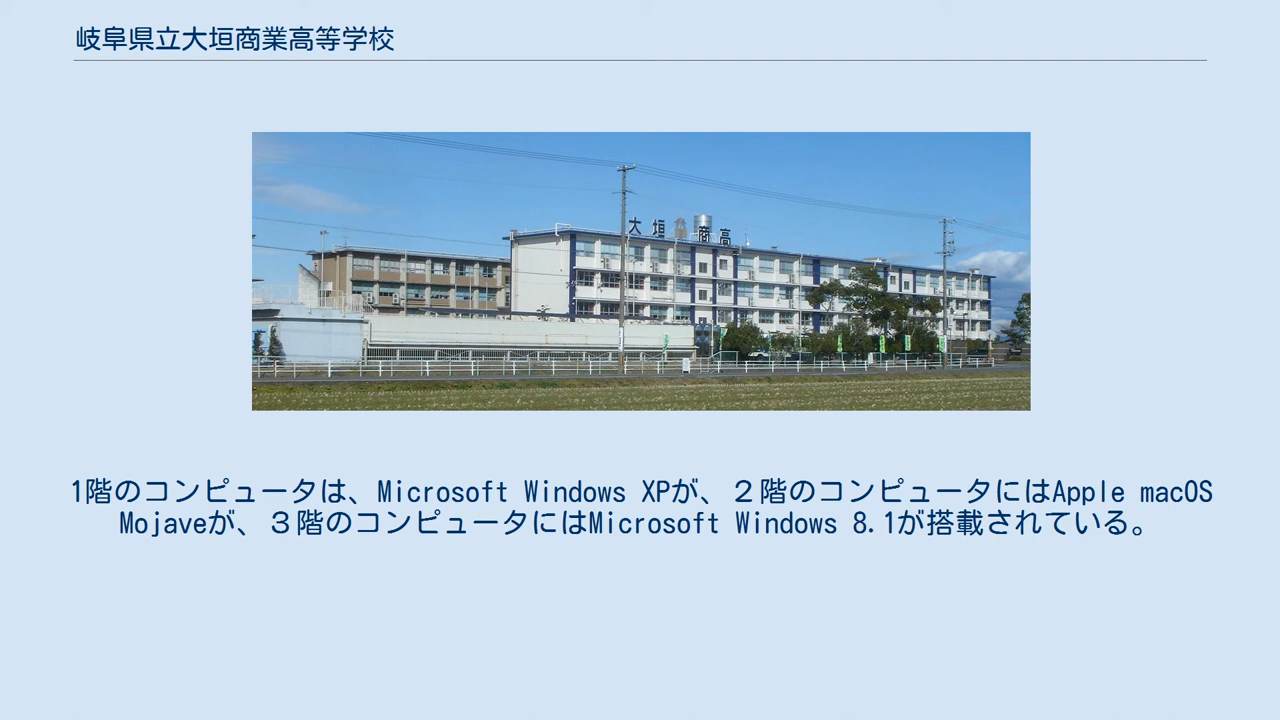 岐阜県立大垣商業高等学校
大垣 商高
1階のコンピュータは、Microsoft Windows XPが、２階のコンピュータにはApple macOS
Mojaveが、３階のコンピュータにはMicrosoft Windows 8.1が搭載されている。